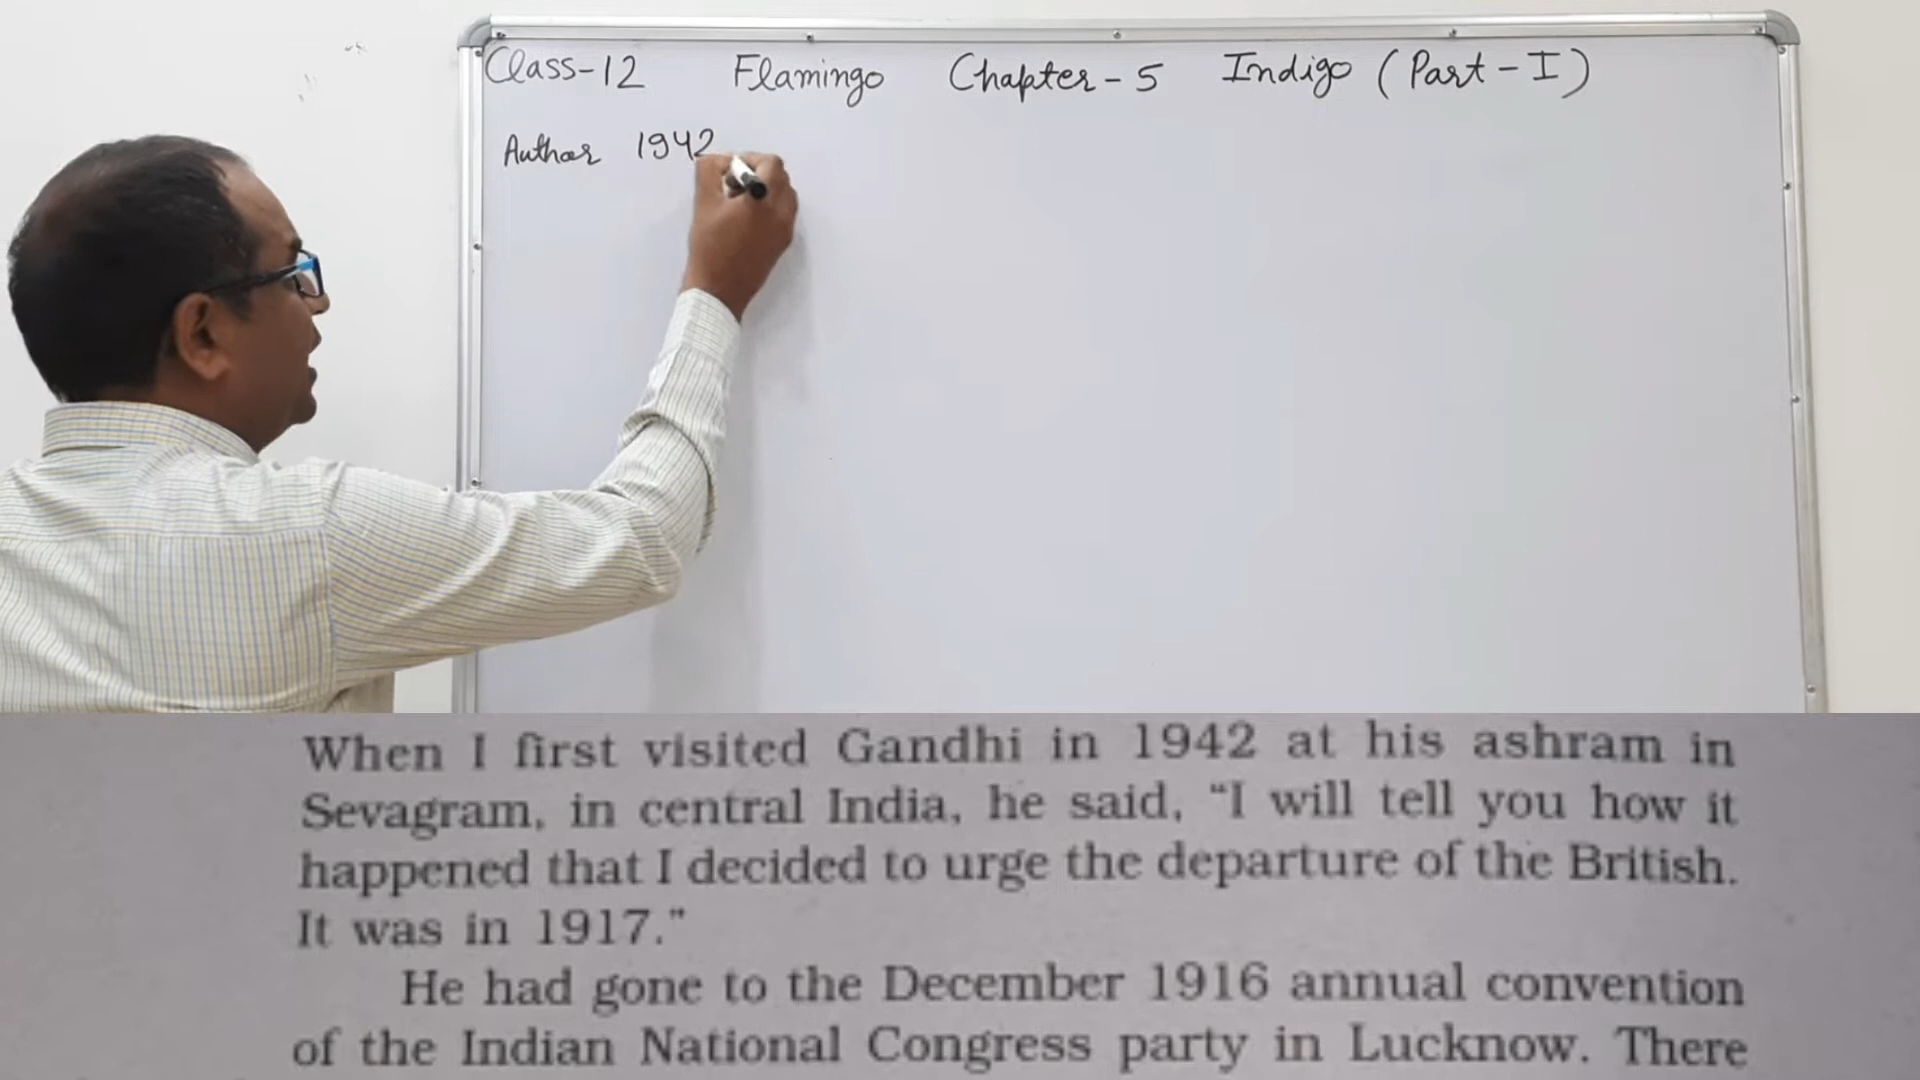 Class-12 Flamingo Chapter-5 Indigo (Part-I)
Author 1942
When I first visited Gandhi in 1942 at his ashram in
Sevagram, in central India, he said, “I will tell you how it
happened that I decided to urge the departure of the British.
It was in 1917.”
He had gone to the December 1916 annual convention
of the Indian National Congress party in Lucknow. There